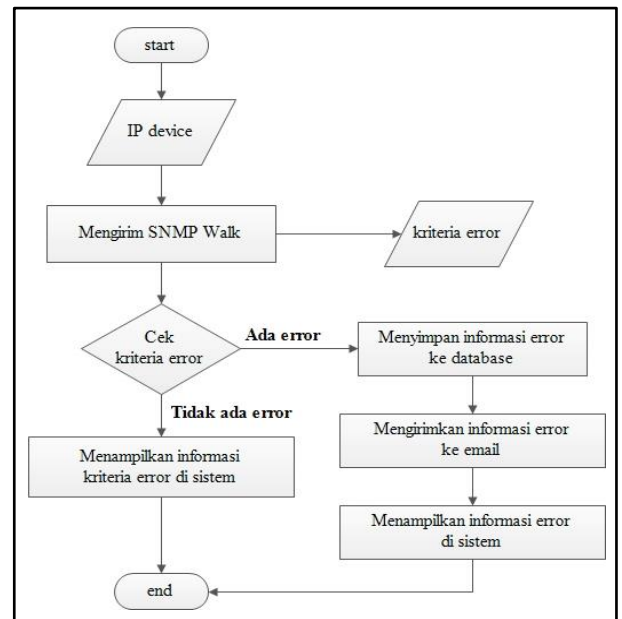 start
IP device
Mengirim SNMP Walk
kriteria error
Cek
kriteria error
Ada error
Menyimpan informasi error
ke database
Tidak ada error
Mengirimkan informasi error
ke email
Menampilkan informasi
kriteria error di sistem
Menampilkan informasi error
di sistem
end